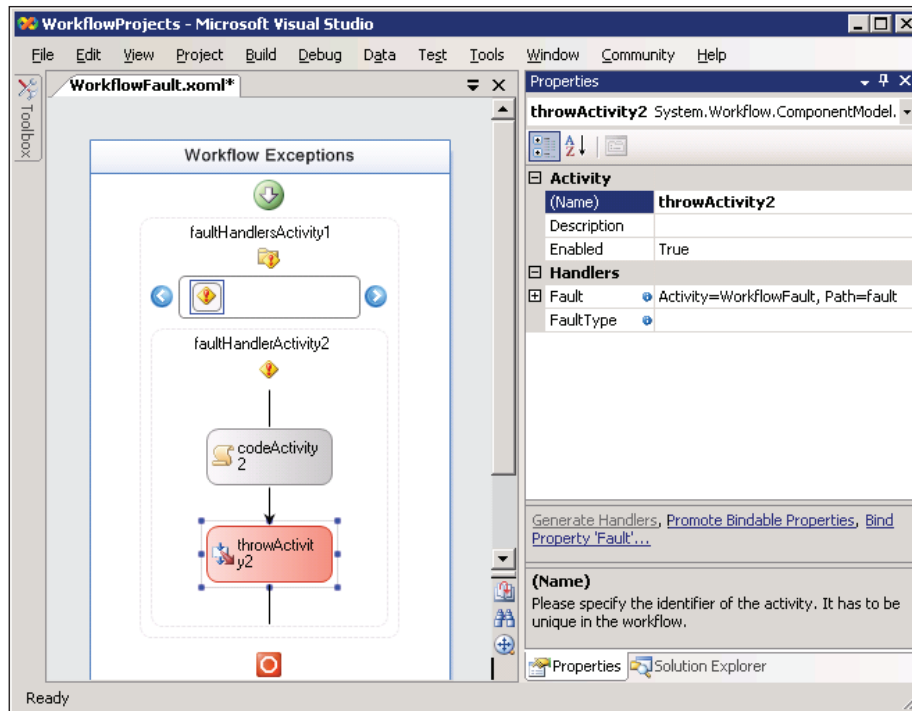 WorkflowProjects - Microsoft Visual Studio
File Edit View Project Build Debug Data Test Tools Window Community Help
Toolbox
WorkflowFault.xoml*
Workflow Exceptions
faultHandlersActivity1
faultHandlerActivity2
codeActivity
2
throwActivit
y2
Properties
throwActivity2 System.Workflow.ComponentModel.
Activity
(Name) throwActivity2
Description
Enabled True
Handlers
Fault Activity=WorkflowFault, Path=fault
FaultType
Generate Handlers, Promote Bindable Properties, Bind
Property 'Fault'...
(Name)
Please specify the identifier of the activity. It has to be
unique in the workflow.
Properties Solution Explorer
Ready